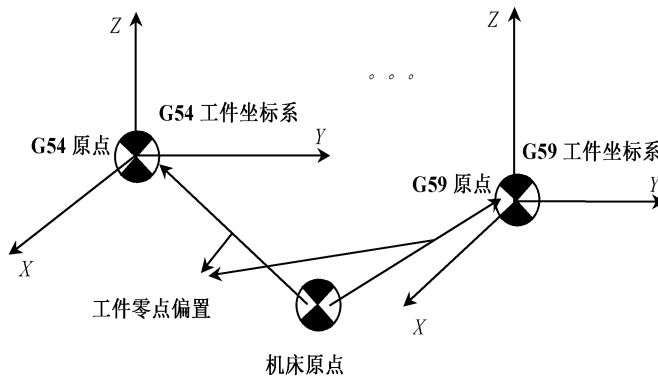 Z
Z
。。。
G54 工件坐标系
G54 原点
Y
G59 工件坐标系
G59 原点
Y
X
工件零点偏置
X
机床原点